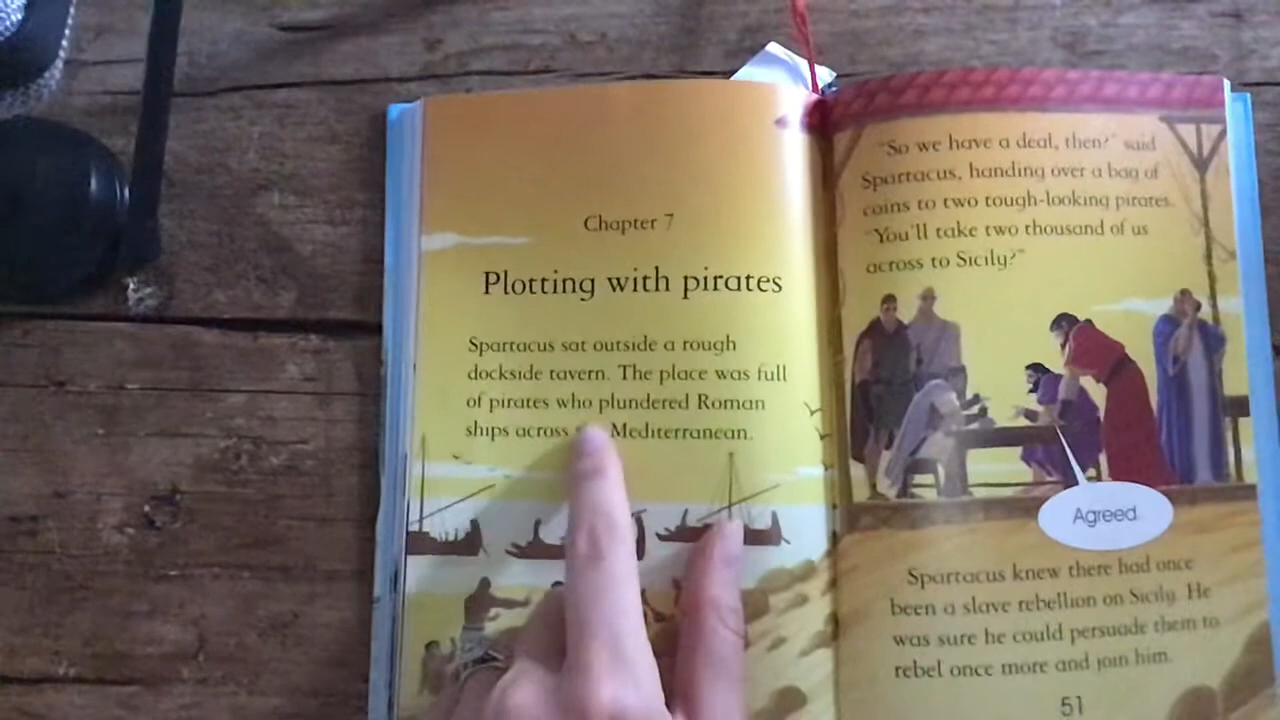 Chapter 7
Plotting with pirates
Spartacus sat outside a rough
dockside tavern. The place was full
of pirates who plundered Roman
ships across Mediterranean.
"So we have a deal, then?" said
Spartacus, handing over a bag of
coins to two tough-looking pirates.
"You'll take two thousand of us
across to Sicily?"
Agreed.
Spartacus knew there had once
been a slave rebellion on Sicily. He
was sure he could persuade them to
rebel once more and join him.
51